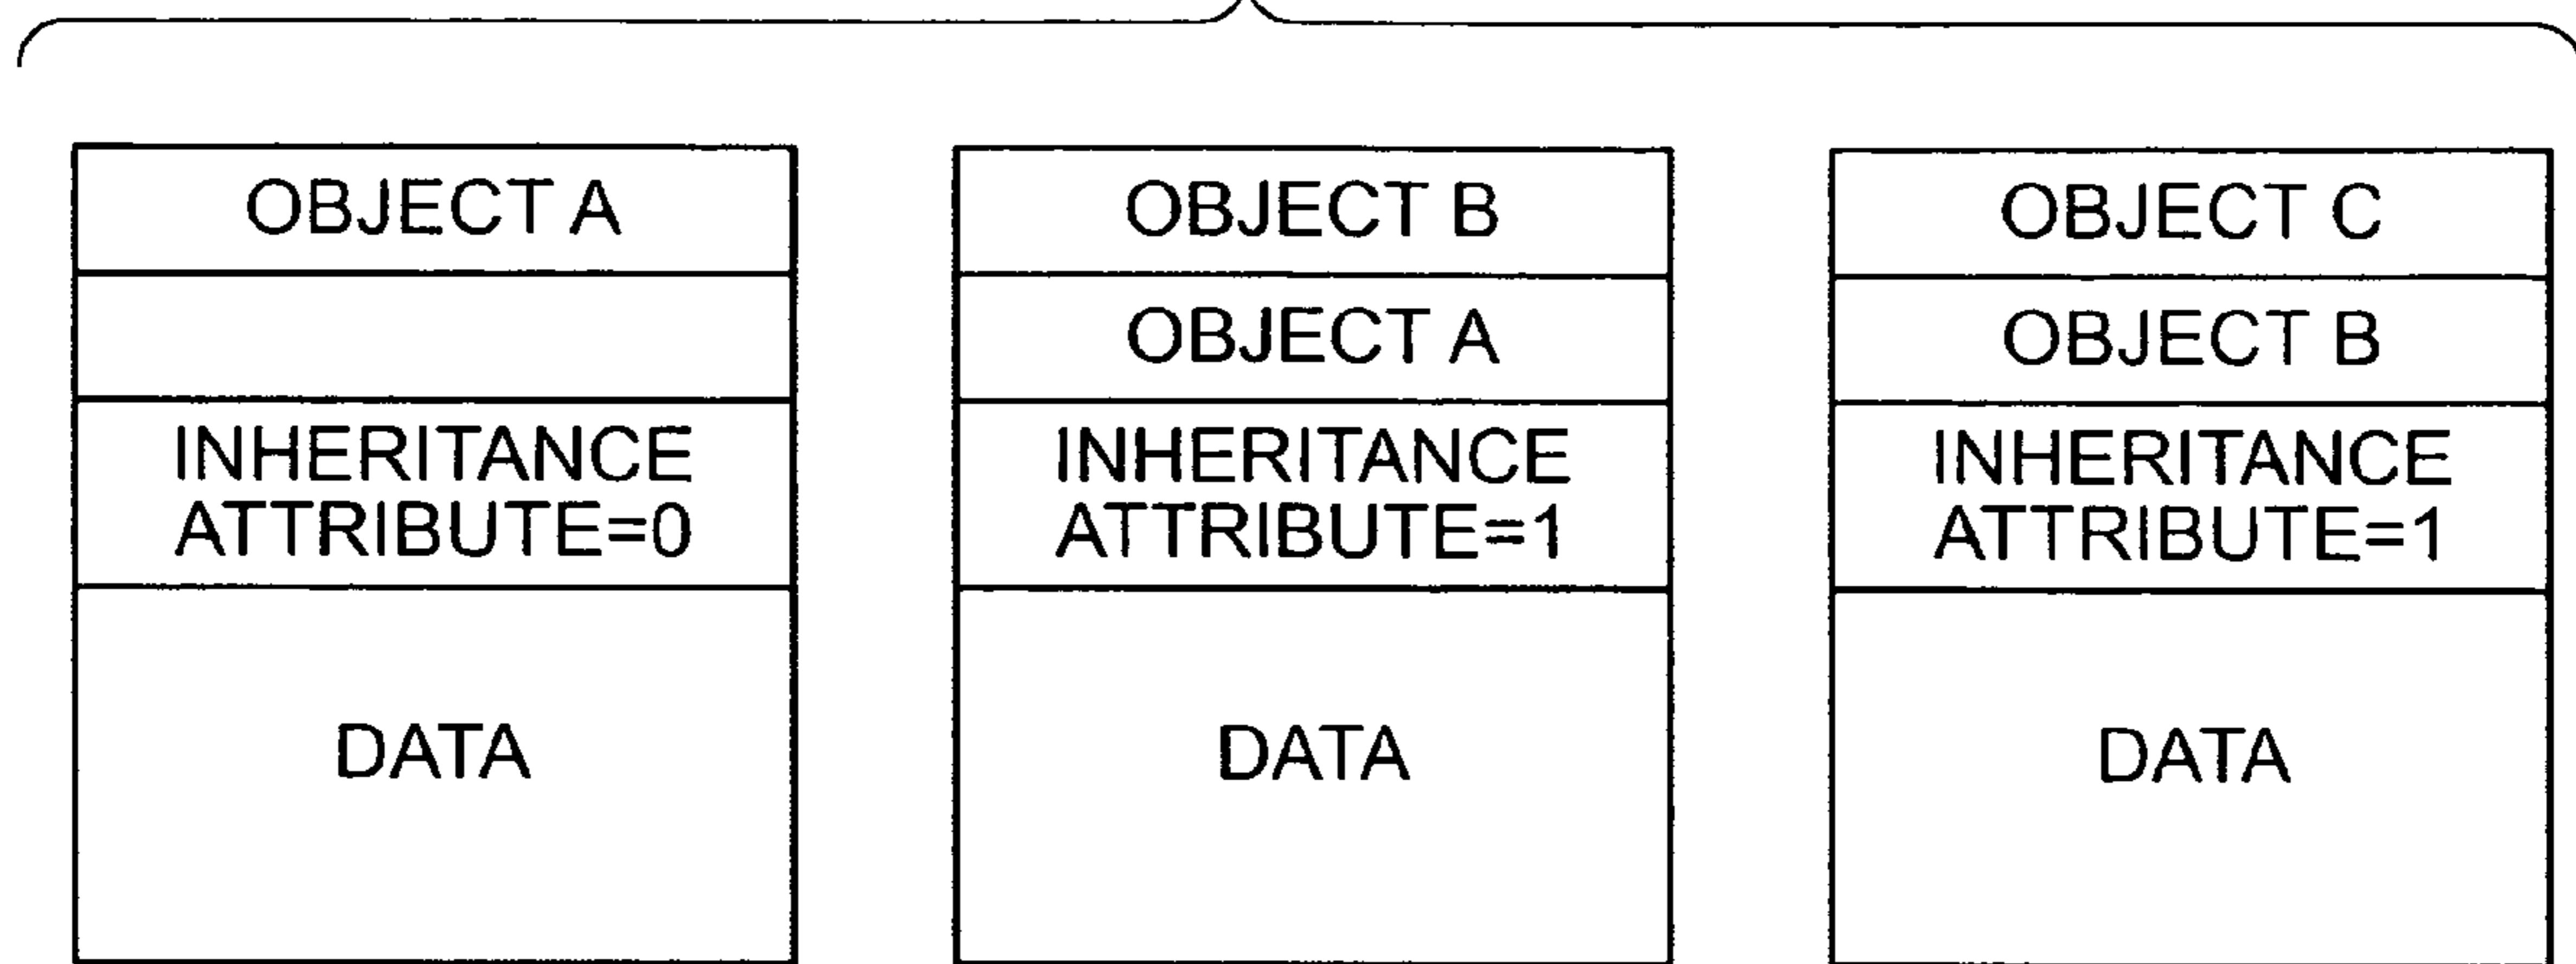 OBJECT A
INHERITANCE
ATTRIBUTE=0
DATA
OBJECT B
OBJECT A
INHERITANCE
ATTRIBUTE=1
DATA
OBJECT C
OBJECT B
INHERITANCE
ATTRIBUTE=1
DATA